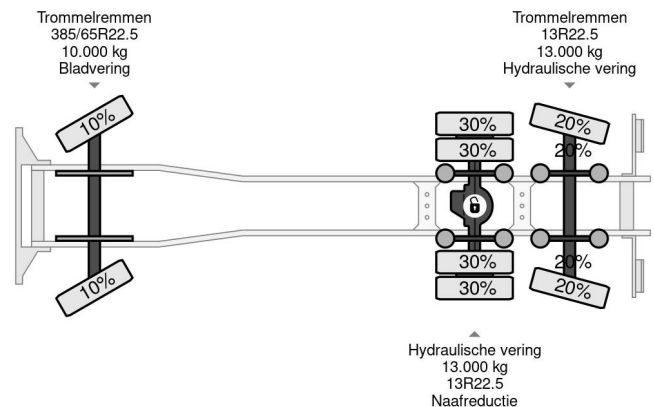 Trommelremmen
385/65R22.5
10.000 kg
Bladvering
Trommelremmen
13R22.5
13.000 kg
Hydraulische vering
10%
30%
30%
20%
20%
10%
30%
30%
20%
20%
Hydraulische vering
13.000 kg
13R22.5
Naafreductie